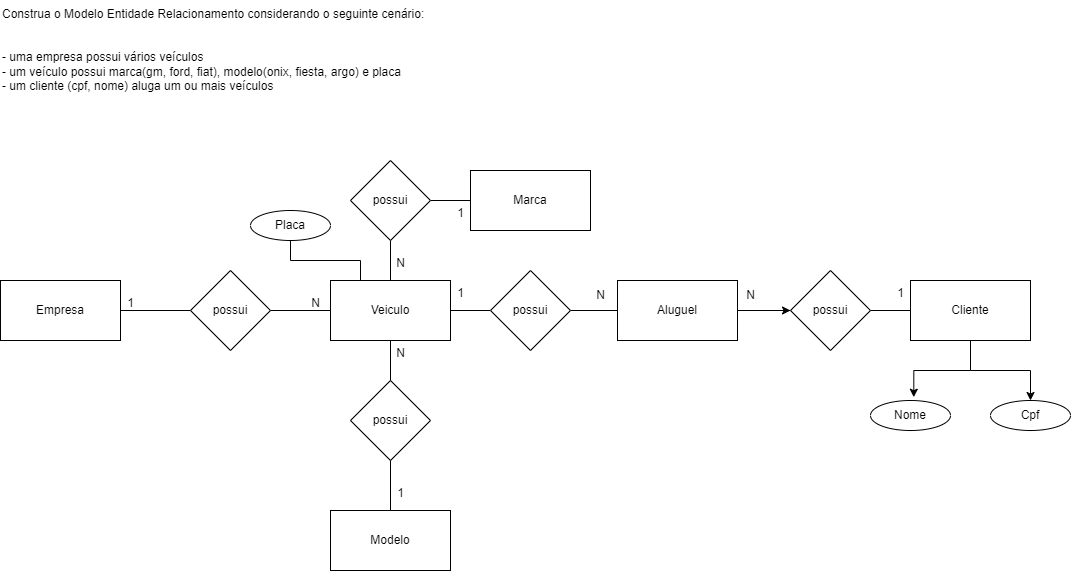 Construa o Modelo Entidade Relacionamento considerando o seguinte cenário:
- uma empresa possui vários veículos
- um veículo possui marca(gm, ford, fiat), modelo(onix, fiesta, argo) e placa
- um cliente (cpf, nome) aluga um ou mais veículos
possui
Marca
1
Placa
N
Empresa
1
possui
N
Veiculo
1
possui
N
Aluguel
N
possui
1
Cliente
N
possui
Nome
Cpf
1
Modelo